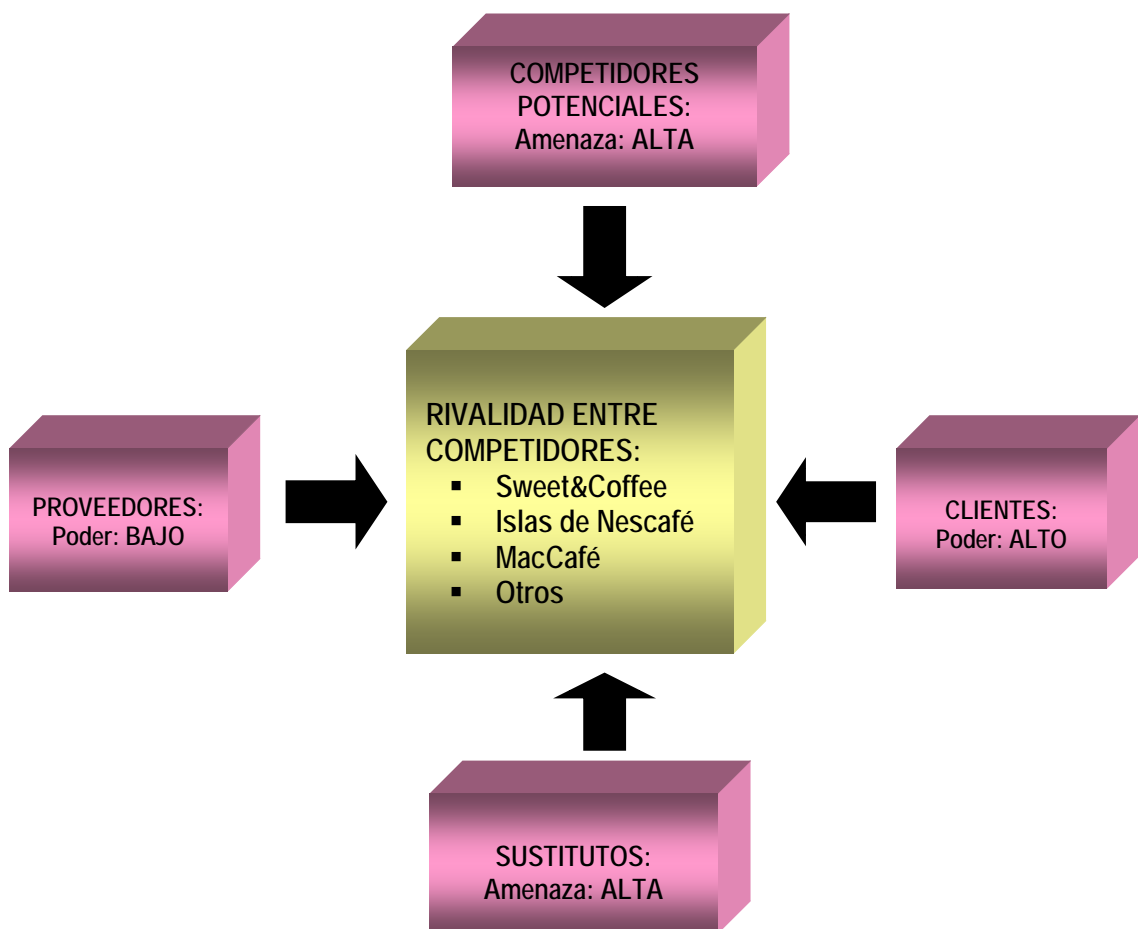 COMPETIDORES
POTENCIALES:
Amenaza: ALTA
RIVALIDAD ENTRE
COMPETIDORES:
▪ Sweet&Coffee
▪ Islas de Nescafé
▪ MacCafé
▪ Otros
PROVEEDORES:
Poder: BAJO
CLIENTES:
Poder: ALTO
SUSTITUTOS:
Amenaza: ALTA